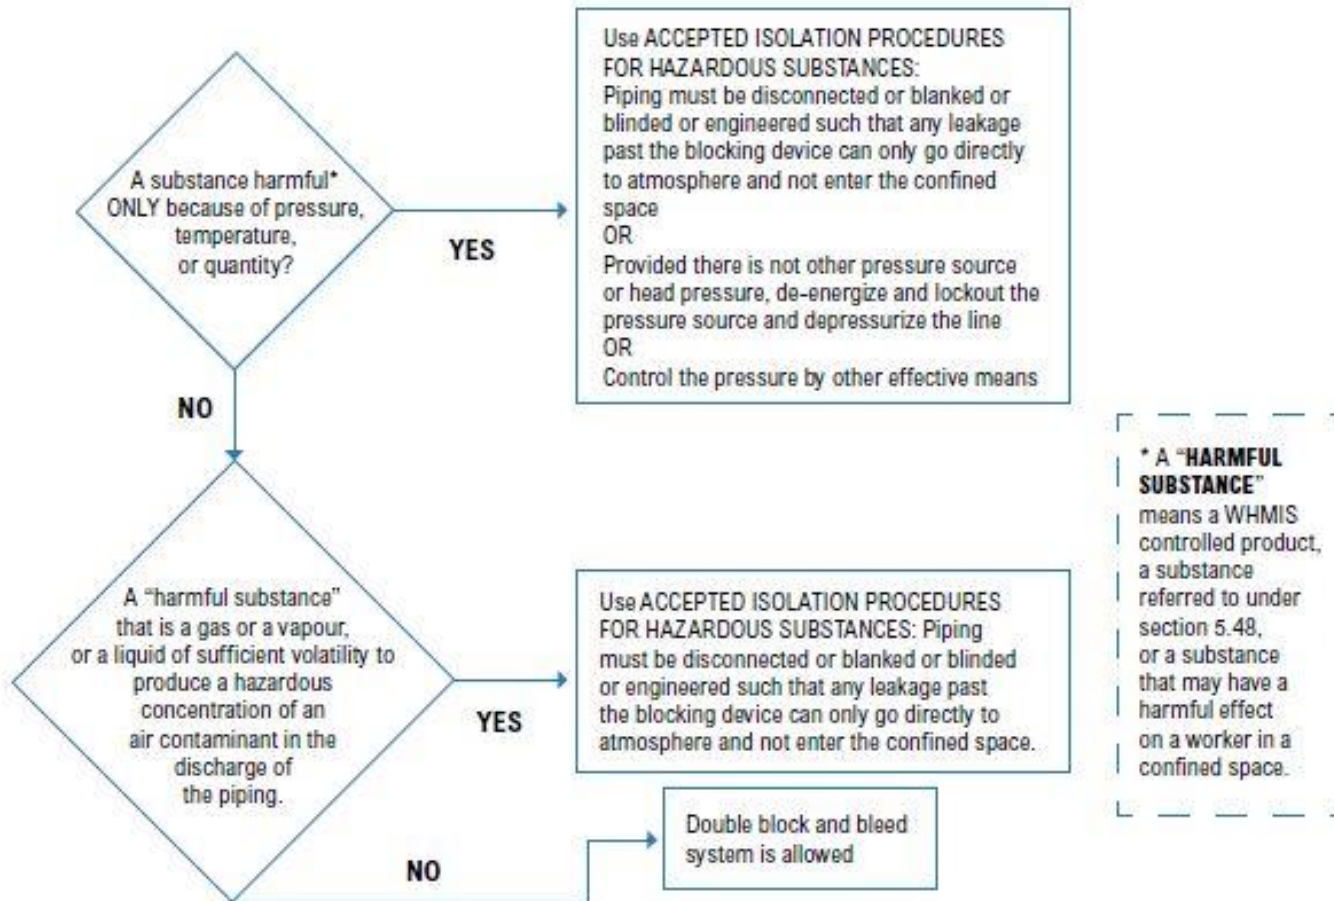 A substance harmful*
ONLY because of pressure,
temperature,
or quantity?
YES
Use ACCEPTED ISOLATION PROCEDURES
FOR HAZARDOUS SUBSTANCES:
Piping must be disconnected or blanked or
blinded or engineered such that any leakage
past the blocking device can only go directly
to atmosphere and not enter the confined
space
OR
Provided there is not other pressure source
or head pressure, de-energize and lockout the
pressure source and depressurize the line
OR
Control the pressure by other effective means
NO
A "harmful substance"
that is a gas or a vapour,
or a liquid of sufficient volatility to
produce a hazardous
concentration of an
air contaminant in the
discharge of
the piping.
YES
Use ACCEPTED ISOLATION PROCEDURES
FOR HAZARDOUS SUBSTANCES: Piping
must be disconnected or blanked or blinded
or engineered such that any leakage past
the blocking device can only go directly to
atmosphere and not enter the confined space.
NO
Double block and bleed
system is allowed
* A "HARMFUL
SUBSTANCE"
means a WHMIS
controlled product,
a substance
referred to under
section 5.48,
or a substance
that may have a
harmful effect
on a worker in a
confined space.